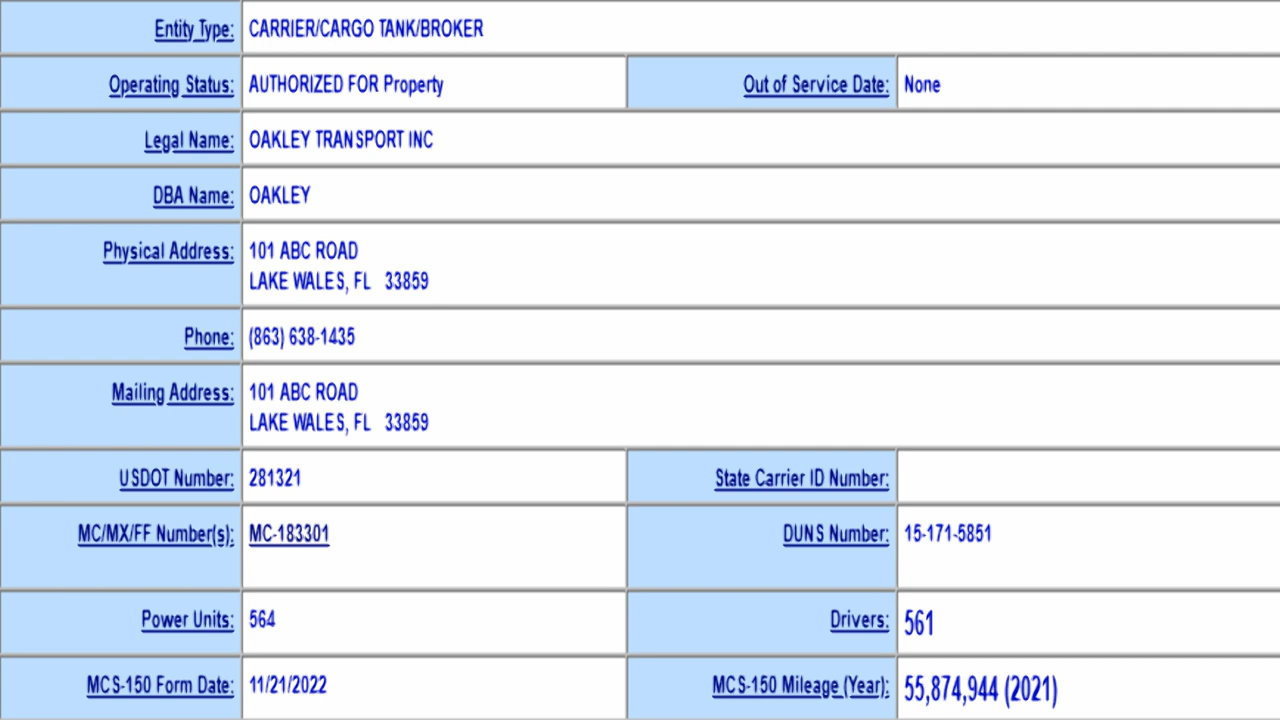 Entity Type: CARRIER/CARGO TANK/BROKER
Operating Status: AUTHORIZED FOR Property Out of Service Date: None
Legal Name: OAKLEY TRANSPORT INC
DBA Name: OAKLEY
Physical Address: 101 ABC ROAD
LAKE WALES, FL 33859
Phone: (863) 638-1435
Mailing Address: 101 ABC ROAD
LAKE WALES, FL 33859
USDOT Number: 281321 State Carrier ID Number:
MC/MX/FF Number(s): MC-183301 DUNS Number: 15-171-5851
Power Units: 564 Drivers: 561
MCS-150 Form Date: 11/21/2022 MCS-150 Mileage (Year): 55,874,944 (2021)